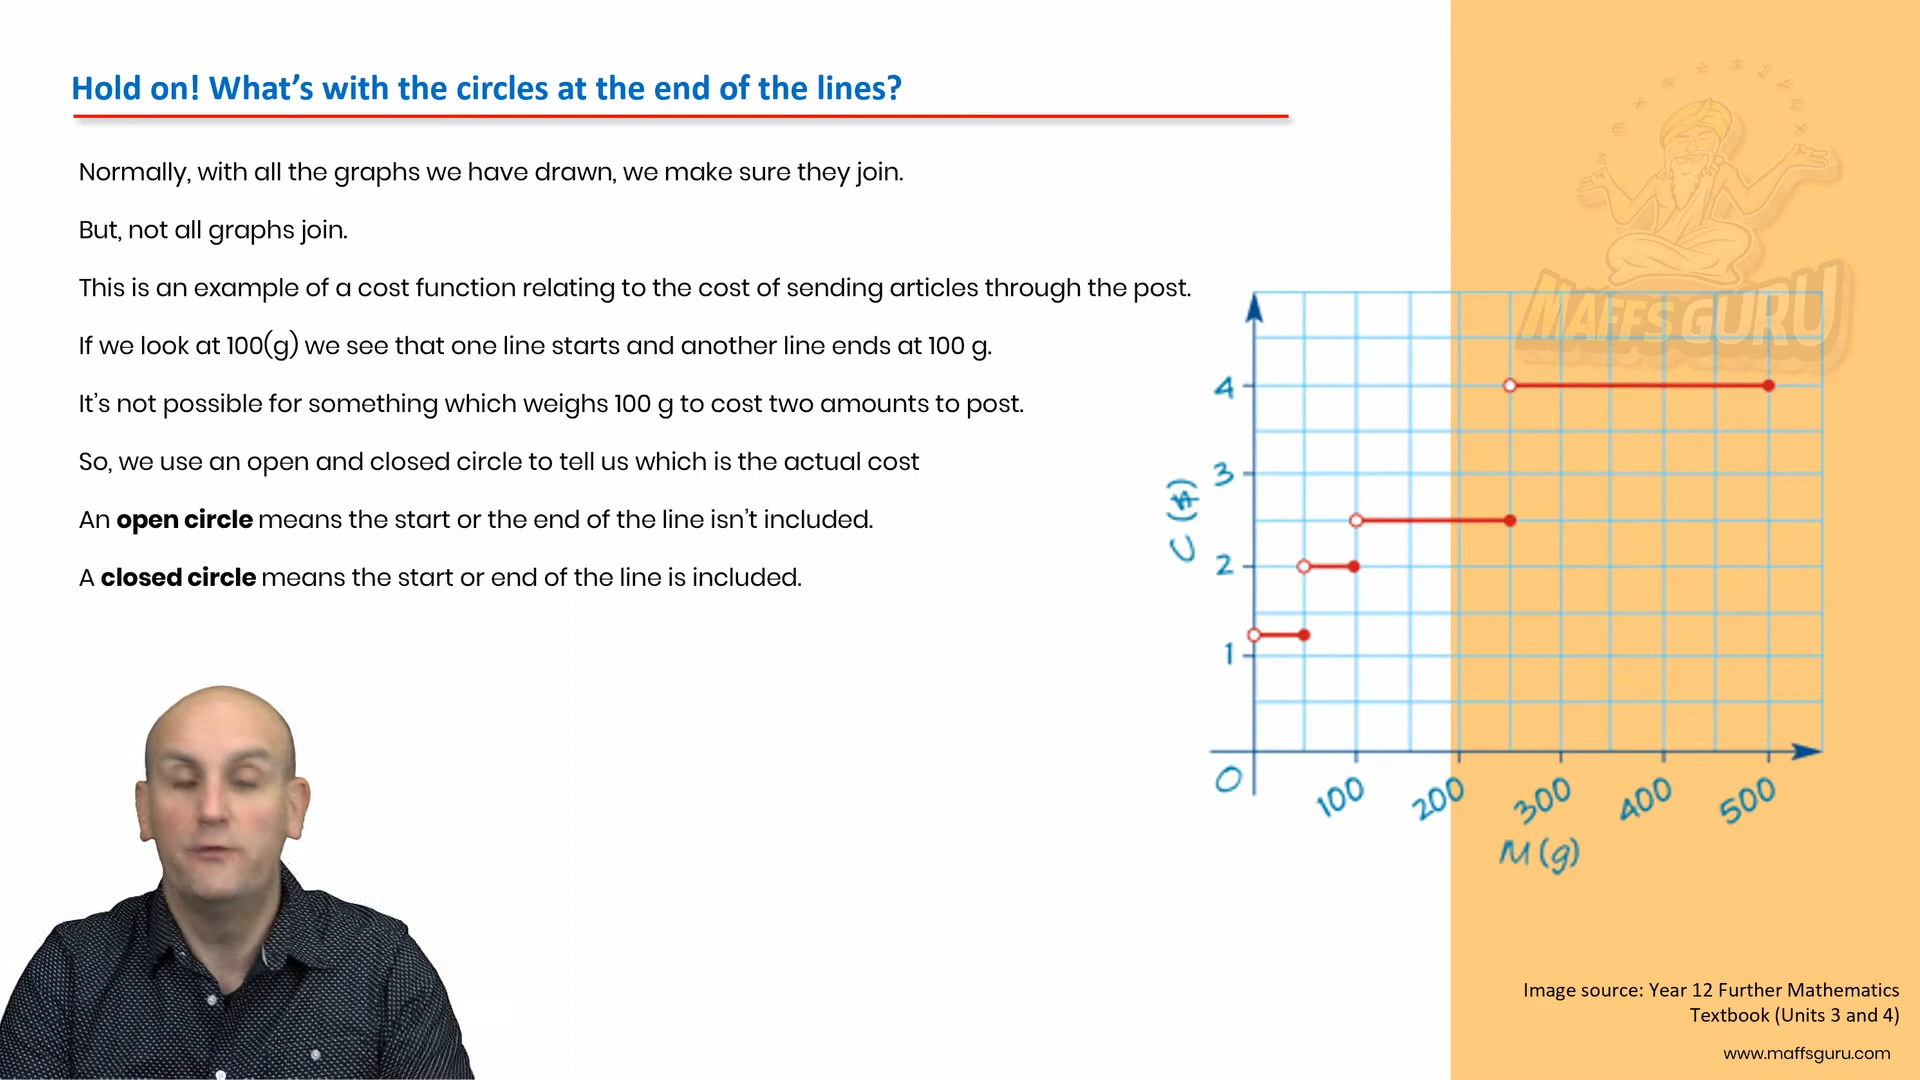 Hold on! What's with the circles at the end of the lines?
Normally, with all the graphs we have drawn, we make sure they join.
But, not all graphs join.
This is an example of a cost function relating to the cost of sending articles through the post.
If we look at 100(g) we see that one line starts and another line ends at 100 g.
It's not possible for something which weighs 100 g to cost two amounts to post.
So, we use an open and closed circle to tell us which is the actual cost
An open circle means the start or the end of the line isn't included.
A closed circle means the start or end of the line is included.
MAFFS GURU
4
3
C ($)
2
1
O
100 200 300 400 500
M (g)
Image source: Year 12 Further Mathematics
Textbook (Units 3 and 4)
www.maffsguru.com